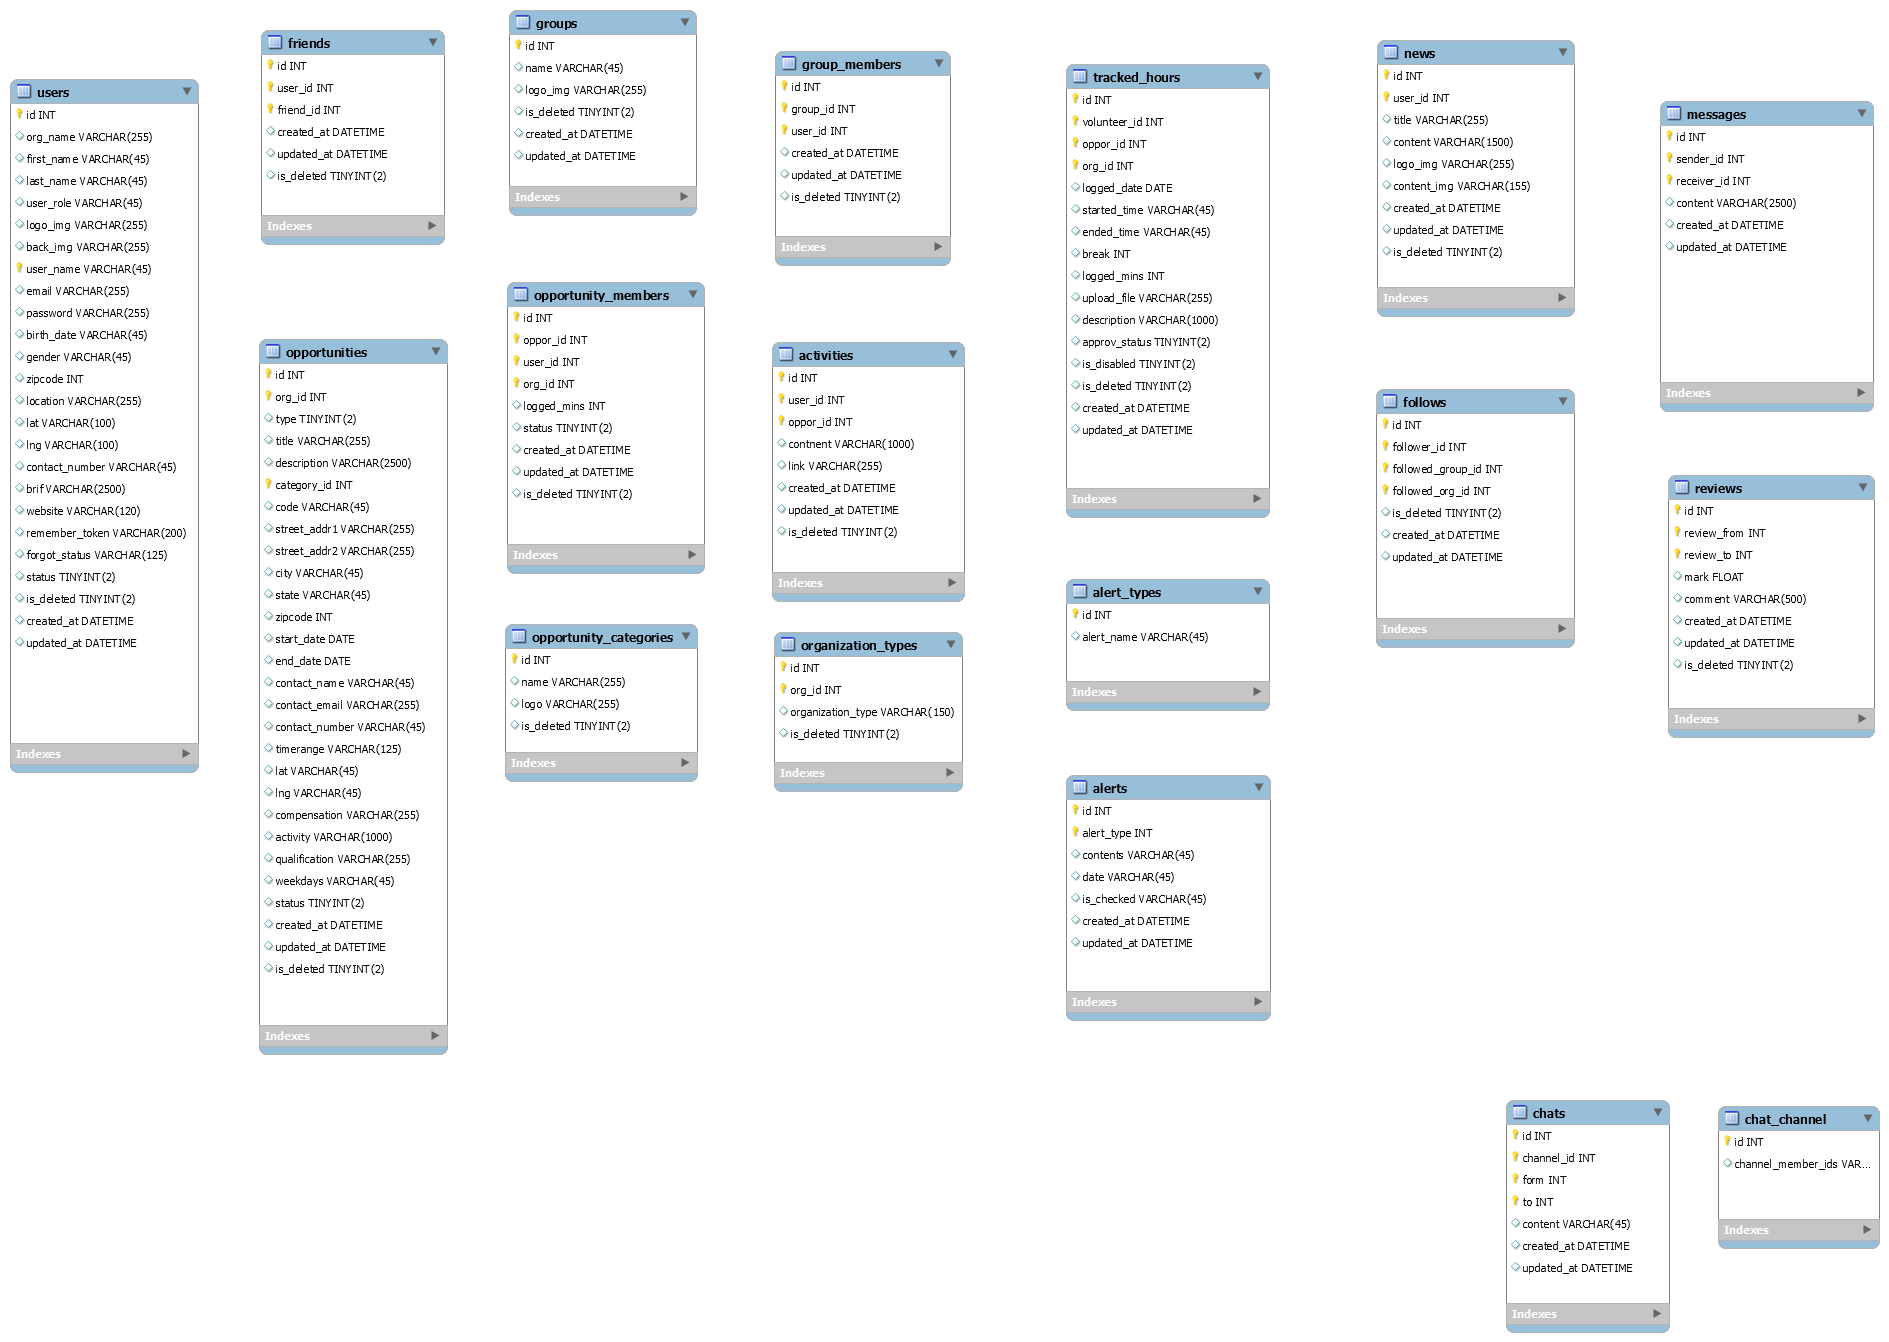 users
id INT
org_name VARCHAR(255)
first_name VARCHAR(45)
last_name VARCHAR(45)
user_role VARCHAR(45)
logo_img VARCHAR(255)
back_img VARCHAR(255)
user_name VARCHAR(45)
email VARCHAR(255)
password VARCHAR(255)
birth_date VARCHAR(45)
gender VARCHAR(45)
zipcode INT
location VARCHAR(255)
lat VARCHAR(100)
lng VARCHAR(100)
contact_number VARCHAR(45)
brif VARCHAR(2500)
website VARCHAR(120)
remember_token VARCHAR(200)
forgot_status VARCHAR(125)
status TINYINT(2)
is_deleted TINYINT(2)
created_at DATETIME
updated_at DATETIME
Indexes
friends
id INT
user_id INT
friend_id INT
created_at DATETIME
updated_at DATETIME
is_deleted TINYINT(2)
Indexes
opportunities
id INT
org_id INT
type TINYINT(2)
title VARCHAR(255)
description VARCHAR(2500)
category_id INT
code VARCHAR(45)
street_addr1 VARCHAR(255)
street_addr2 VARCHAR(255)
city VARCHAR(45)
state VARCHAR(45)
zipcode INT
start_date DATE
end_date DATE
contact_name VARCHAR(45)
contact_email VARCHAR(255)
contact_number VARCHAR(45)
timerange VARCHAR(125)
lat VARCHAR(45)
lng VARCHAR(45)
compensation VARCHAR(255)
activity VARCHAR(1000)
qualification VARCHAR(255)
weekdays VARCHAR(45)
status TINYINT(2)
created_at DATETIME
updated_at DATETIME
is_deleted TINYINT(2)
Indexes
groups
id INT
name VARCHAR(45)
logo_img VARCHAR(255)
is_deleted TINYINT(2)
created_at DATETIME
updated_at DATETIME
Indexes
opportunity_members
id INT
oppor_id INT
user_id INT
org_id INT
logged_mins INT
status TINYINT(2)
created_at DATETIME
updated_at DATETIME
is_deleted TINYINT(2)
Indexes
opportunity_categories
id INT
name VARCHAR(255)
logo VARCHAR(255)
is_deleted TINYINT(2)
Indexes
group_members
id INT
group_id INT
user_id INT
created_at DATETIME
updated_at DATETIME
is_deleted TINYINT(2)
Indexes
activities
id INT
user_id INT
oppor_id INT
contnent VARCHAR(1000)
link VARCHAR(255)
created_at DATETIME
updated_at DATETIME
is_deleted TINYINT(2)
Indexes
organization_types
id INT
org_id INT
organization_type VARCHAR(150)
is_deleted TINYINT(2)
Indexes
tracked_hours
id INT
volunteer_id INT
oppor_id INT
org_id INT
logged_date DATE
started_time VARCHAR(45)
ended_time VARCHAR(45)
break INT
logged_mins INT
upload_file VARCHAR(255)
description VARCHAR(1000)
approv_status TINYINT(2)
is_disabled TINYINT(2)
is_deleted TINYINT(2)
created_at DATETIME
updated_at DATETIME
Indexes
alert_types
id INT
alert_name VARCHAR(45)
Indexes
alerts
id INT
alert_type INT
contents VARCHAR(45)
date VARCHAR(45)
is_checked VARCHAR(45)
created_at DATETIME
updated_at DATETIME
Indexes
news
id INT
user_id INT
title VARCHAR(255)
content VARCHAR(1500)
logo_img VARCHAR(255)
content_img VARCHAR(155)
created_at DATETIME
updated_at DATETIME
is_deleted TINYINT(2)
Indexes
follows
id INT
follower_id INT
followed_group_id INT
followed_org_id INT
is_deleted TINYINT(2)
created_at DATETIME
updated_at DATETIME
Indexes
messages
id INT
sender_id INT
receiver_id INT
content VARCHAR(2500)
created_at DATETIME
updated_at DATETIME
Indexes
reviews
id INT
review_from INT
review_to INT
mark FLOAT
comment VARCHAR(500)
created_at DATETIME
updated_at DATETIME
is_deleted TINYINT(2)
Indexes
chats
id INT
channel_id INT
form INT
to INT
content VARCHAR(45)
created_at DATETIME
updated_at DATETIME
Indexes
chat_channel
id INT
channel_member_ids VAR...
Indexes